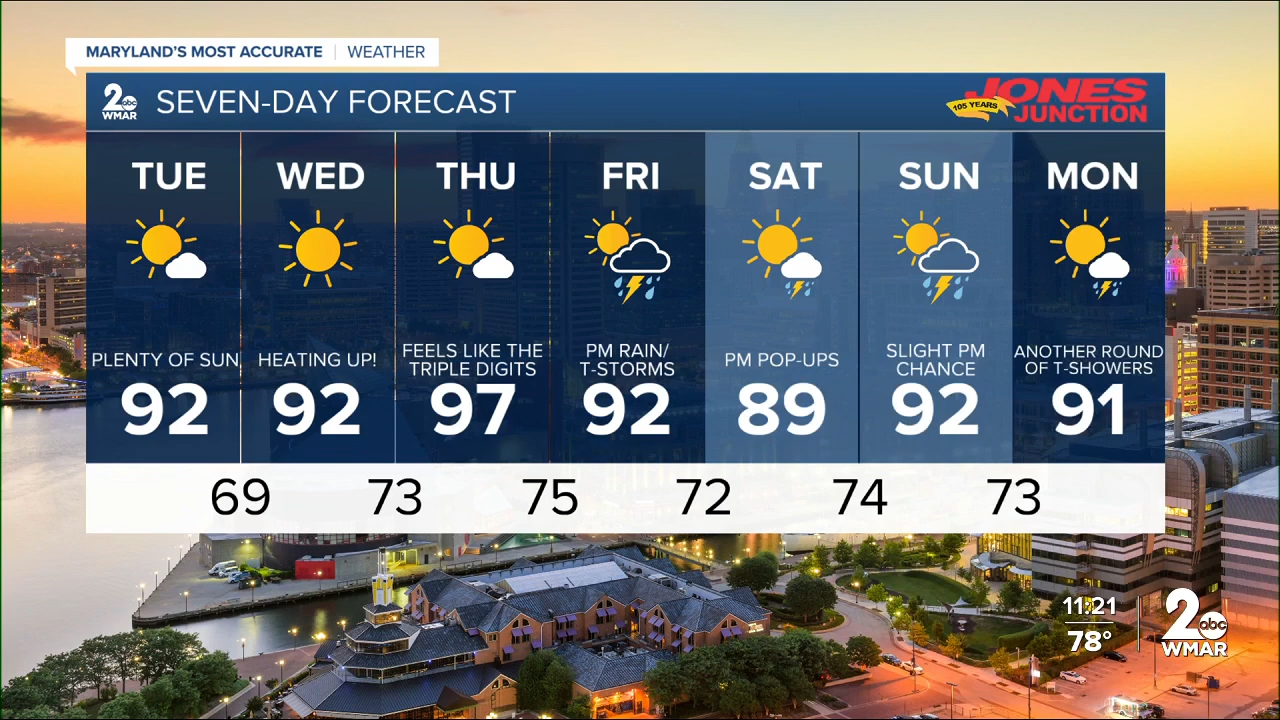 MARYLAND'S MOST ACCURATE | WEATHER
2 abc WMAR
SEVEN-DAY FORECAST
105 YEARS
JONES JUNCTION
TUE
WED
THU
FRI
SAT
SUN
MON
PLENTY OF SUN
HEATING UP!
FEELS LIKE THE
TRIPLE DIGITS
PM RAIN/
T-STORMS
PM POP-UPS
SLIGHT PM
CHANCE
ANOTHER ROUND
OF T-SHOWERS
92
92
97
92
89
92
91
69
73
75
72
74
73
11:21
78°
2 abc
WMAR